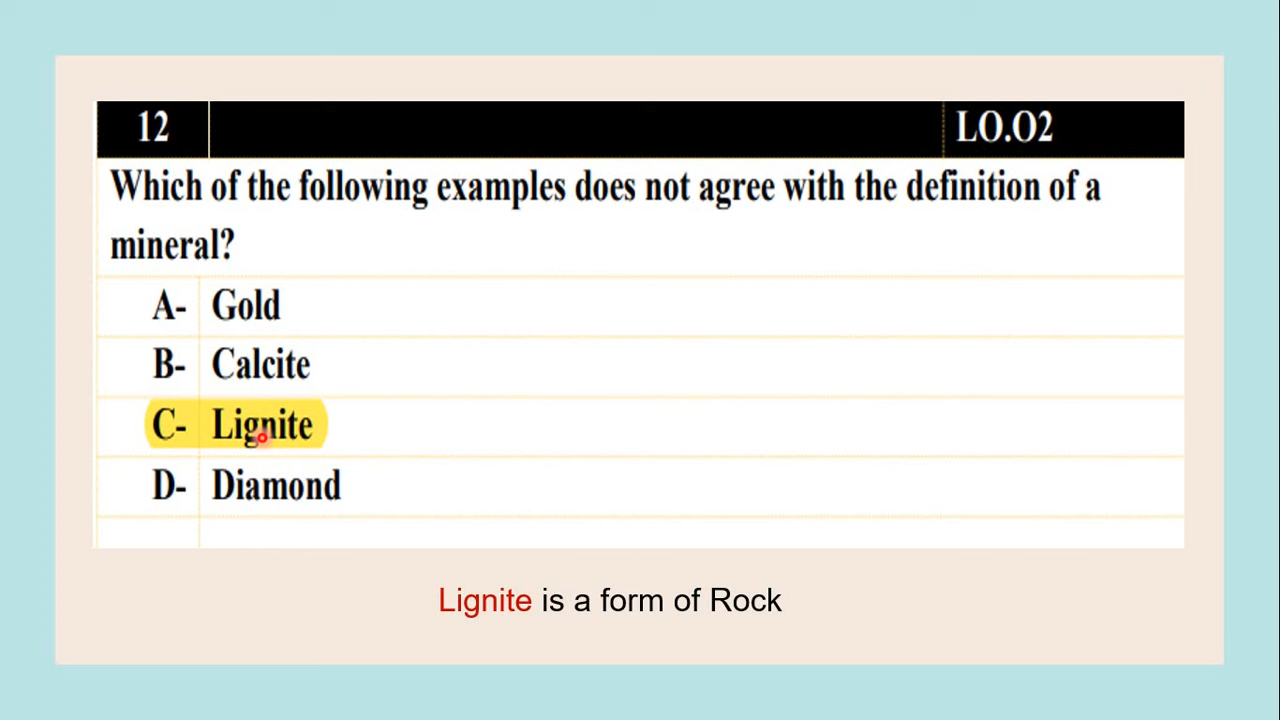 12 LO.O2
Which of the following examples does not agree with the definition of a
mineral?
A- Gold
B- Calcite
C- Lignite
D- Diamond
Lignite is a form of Rock